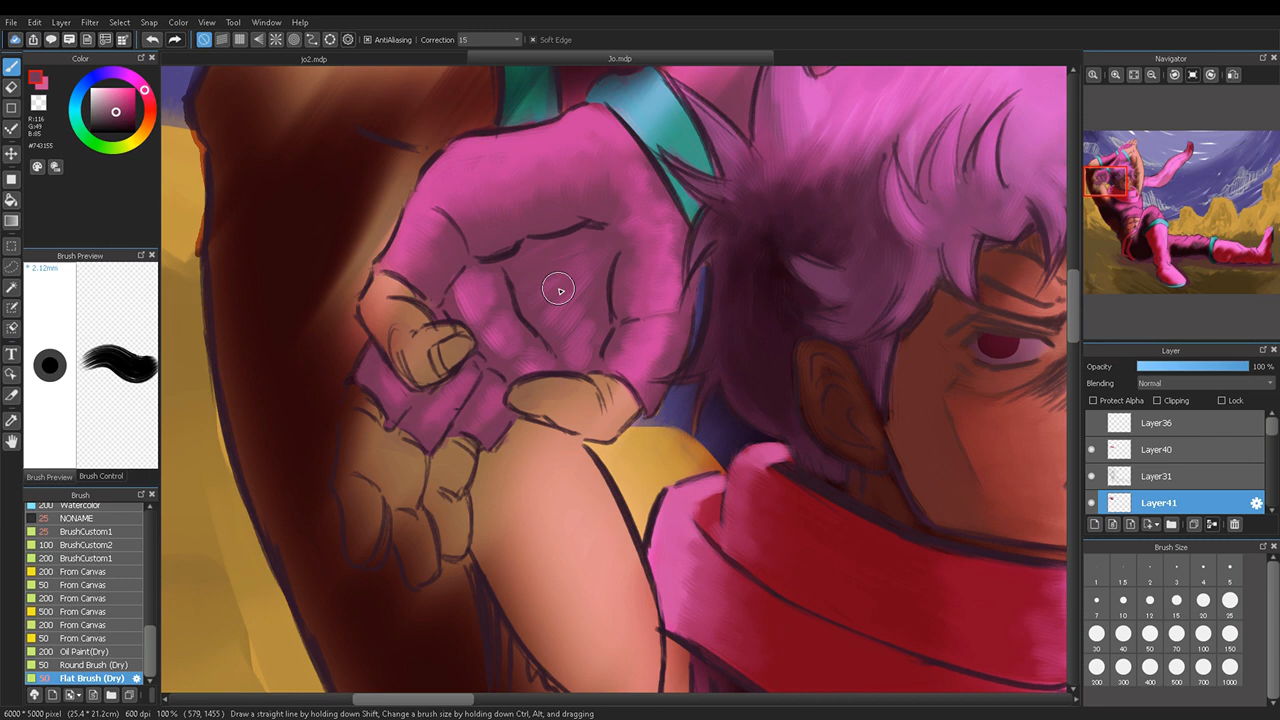 File Edit Layer Filter Select Snap Color View Tool Window Help
AntiAliasing Correction 15 Soft Edge
Color
jo2.mdp
Jo.mdp
Navigator
R:116
G:49
B:85
#743155
Brush Preview
* 2.12mm
Brush Preview Brush Control
Brush
200 Watercolor
25 NONAME
25 BrushCustom1
100 BrushCustom2
200 BrushCustom1
200 From Canvas
50 From Canvas
200 From Canvas
500 From Canvas
200 From Canvas
50 From Canvas
200 Oil Paint(Dry)
50 Round Brush (Dry)
50 Flat Brush (Dry)
Layer
Opacity 100 %
Blending Normal
Protect Alpha Clipping Lock
Layer36
Layer40
Layer31
Layer41
Brush Size
1 1.5 2 3 4 5
7 10 12 15 20 25
30 40 50 70 100 150
200 300 400 500 700 1000
6000 * 5000 pixel (25.4 * 21.2cm) 600 dpi 100 % ( 579, 1455 ) Draw a straight line by holding down Shift, Change a brush size by holding down Ctrl, Alt, and dragging